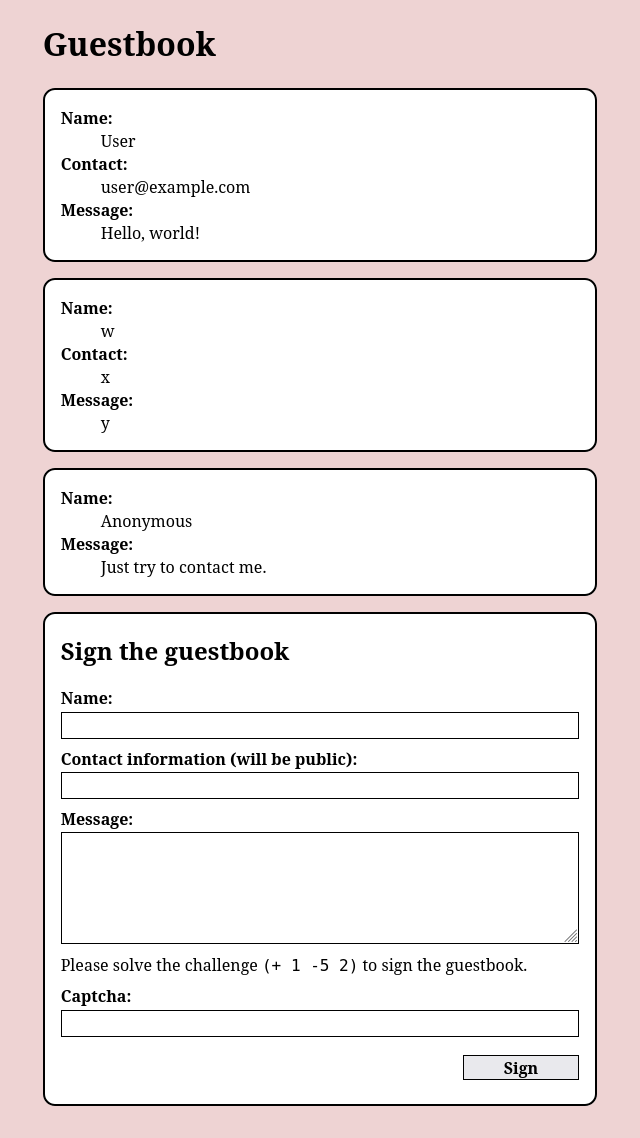 Guestbook
Name:
User
Contact:
user@example.com
Message:
Hello, world!
Name:
w
Contact:
x
Message:
y
Name:
Anonymous
Message:
Just try to contact me.
Sign the guestbook
Name:
Contact information (will be public):
Message:
Please solve the challenge (+ 1 -5 2) to sign the guestbook.
Captcha:
Sign